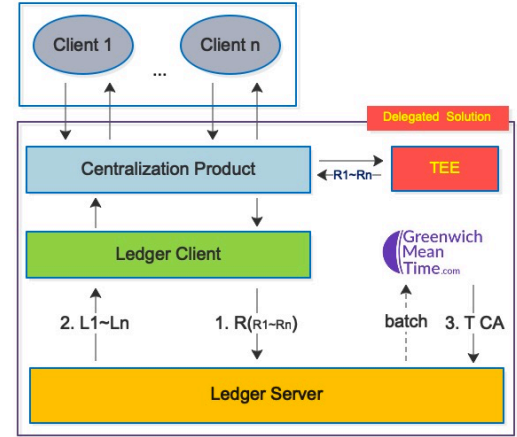 Client 1
...
Client n
Delegated Solution
Centralization Product
R1~Rn
TEE
Ledger Client
Greenwich
Mean
Time.com
2. L1~Ln
1. R(R1~Rn)
batch
3. T CA
Ledger Server